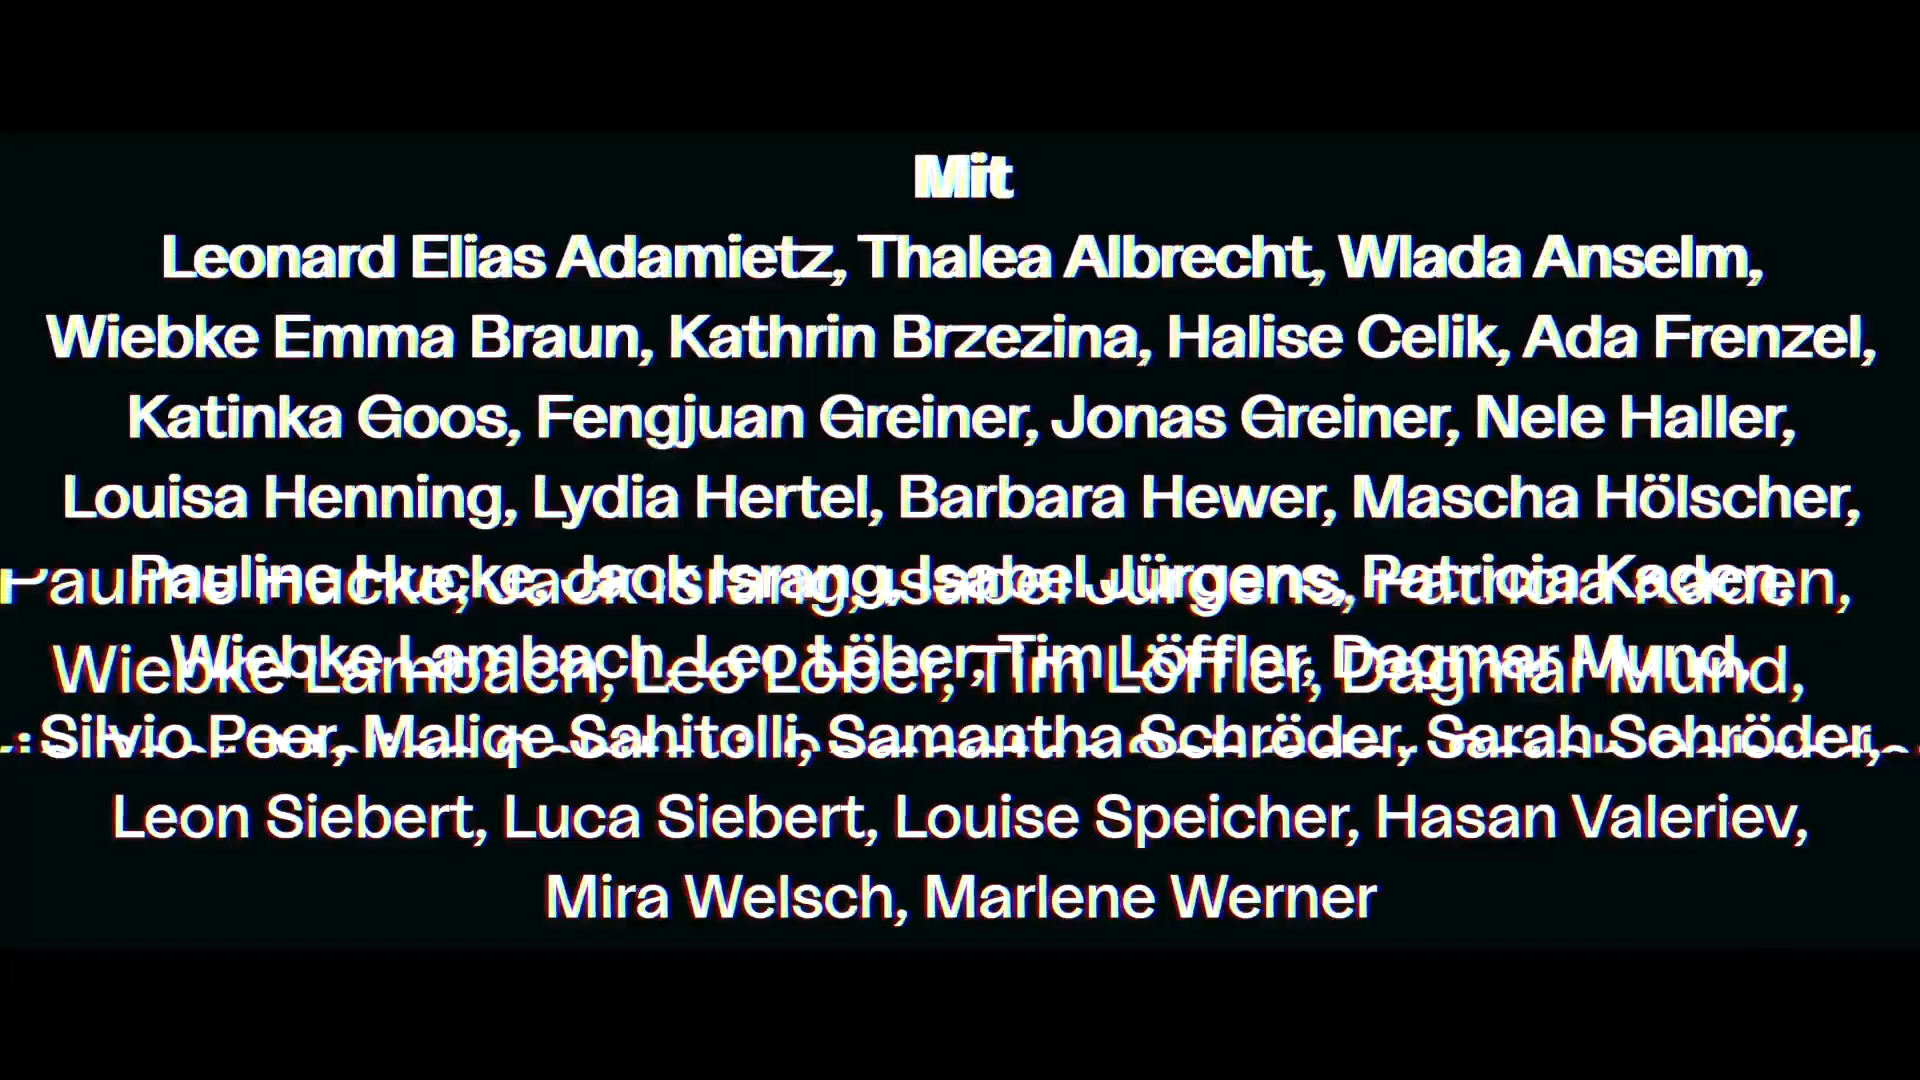 Mit
Leonard Elias Adamietz, Thalea Albrecht, Wlada Anselm,
Wiebke Emma Braun, Kathrin Brzezina, Halise Celik, Ada Frenzel,
Katinka Goos, Fengjuan Greiner, Jonas Greiner, Nele Haller,
Louisa Henning, Lydia Hertel, Barbara Hewer, Mascha Hölscher,
Pauline Hucke, Jack Israng, Isabel Jürgens, Patricia Kaden,
Wiebke Lambach, Leo Löber, Tim Löffler, Dagmar Mund,
Silvio Peer, Maliqe Sahitolli, Samantha Schröder, Sarah Schröder,
Leon Siebert, Luca Siebert, Louise Speicher, Hasan Valeriev,
Mira Welsch, Marlene Werner